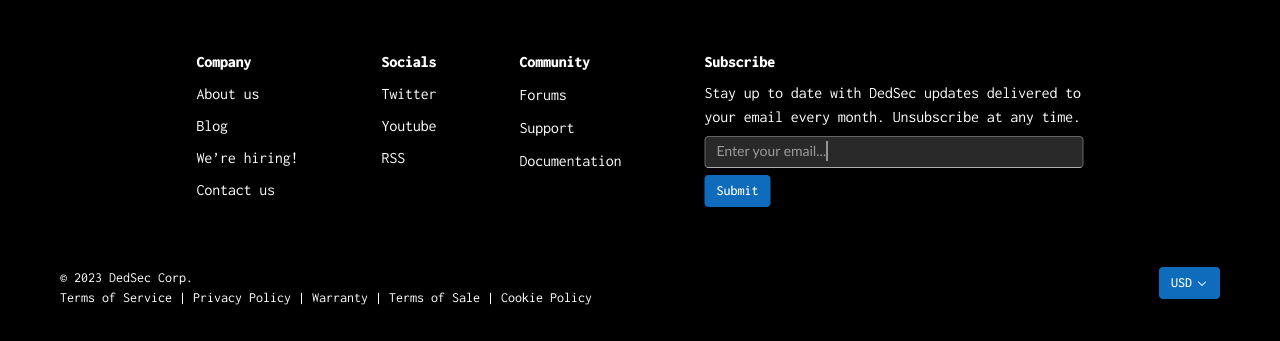 Company
About us
Blog
We’re hiring!
Contact us
Socials
Twitter
Youtube
RSS
Community
Forums
Support
Documentation
Subscribe
Stay up to date with DedSec updates delivered to
your email every month. Unsubscribe at any time.
Enter your email...
Submit
© 2023 DedSec Corp.
Terms of Service | Privacy Policy | Warranty | Terms of Sale | Cookie Policy
USD